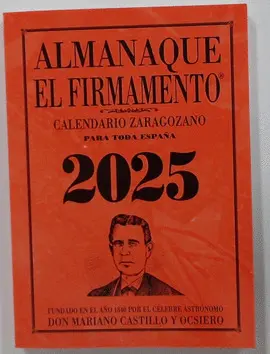 ALMANAQUE
EL FIRMAMENTO®
CALENDARIO ZARAGOZANO
PARA TODA ESPAÑA
2025
FUNDADO EN EL AÑO 1840 POR EL CÉLEBRE ASTRÓNOMO
DON MARIANO CASTILLO Y OCSIERO